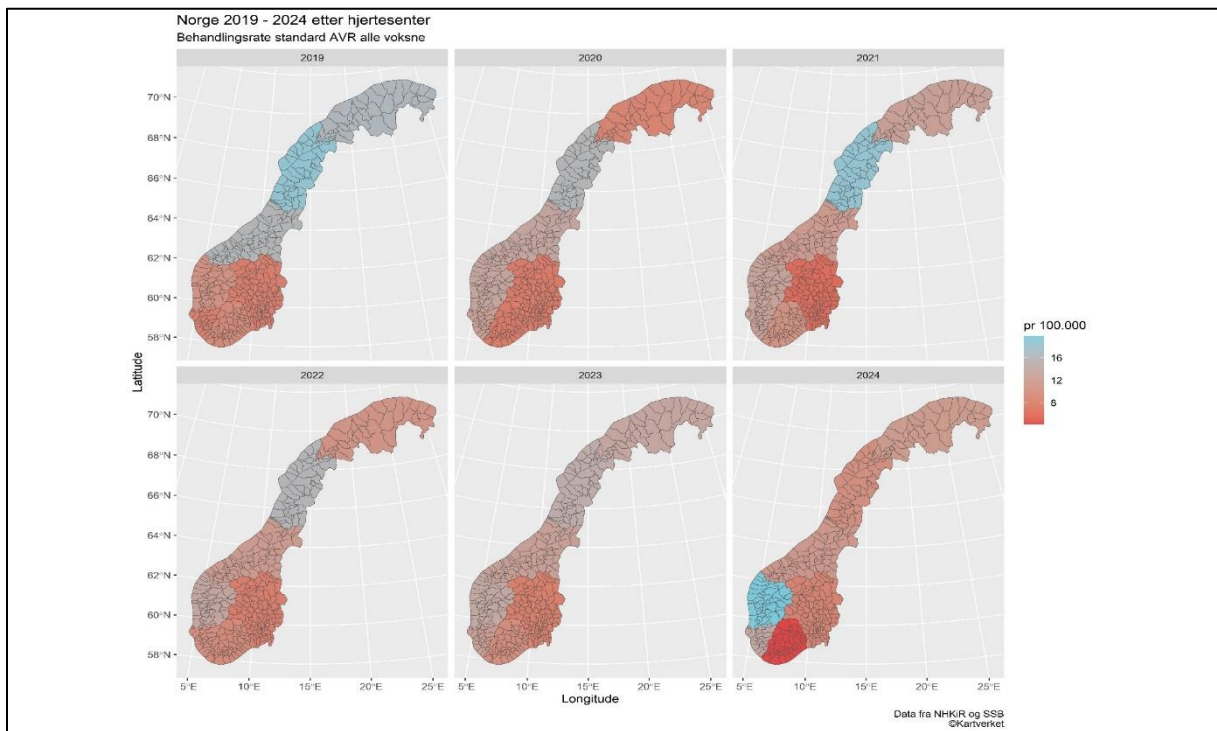 Norge 2019 - 2024 etter hjertesenter
Behandlingsrate standard AVR alle voksne
2019
2020
2021
70°N
68°N
66°N
64°N
62°N
60°N
58°N
pr 100.000
16
12
8
Latitude
2022
2023
2024
70°N
68°N
66°N
64°N
62°N
60°N
58°N
5°E 10°E 15°E 20°E 25°E
5°E 10°E 15°E 20°E 25°E
5°E 10°E 15°E 20°E 25°E
Longitude
Data fra NHKiR og SSB
©Kartverket